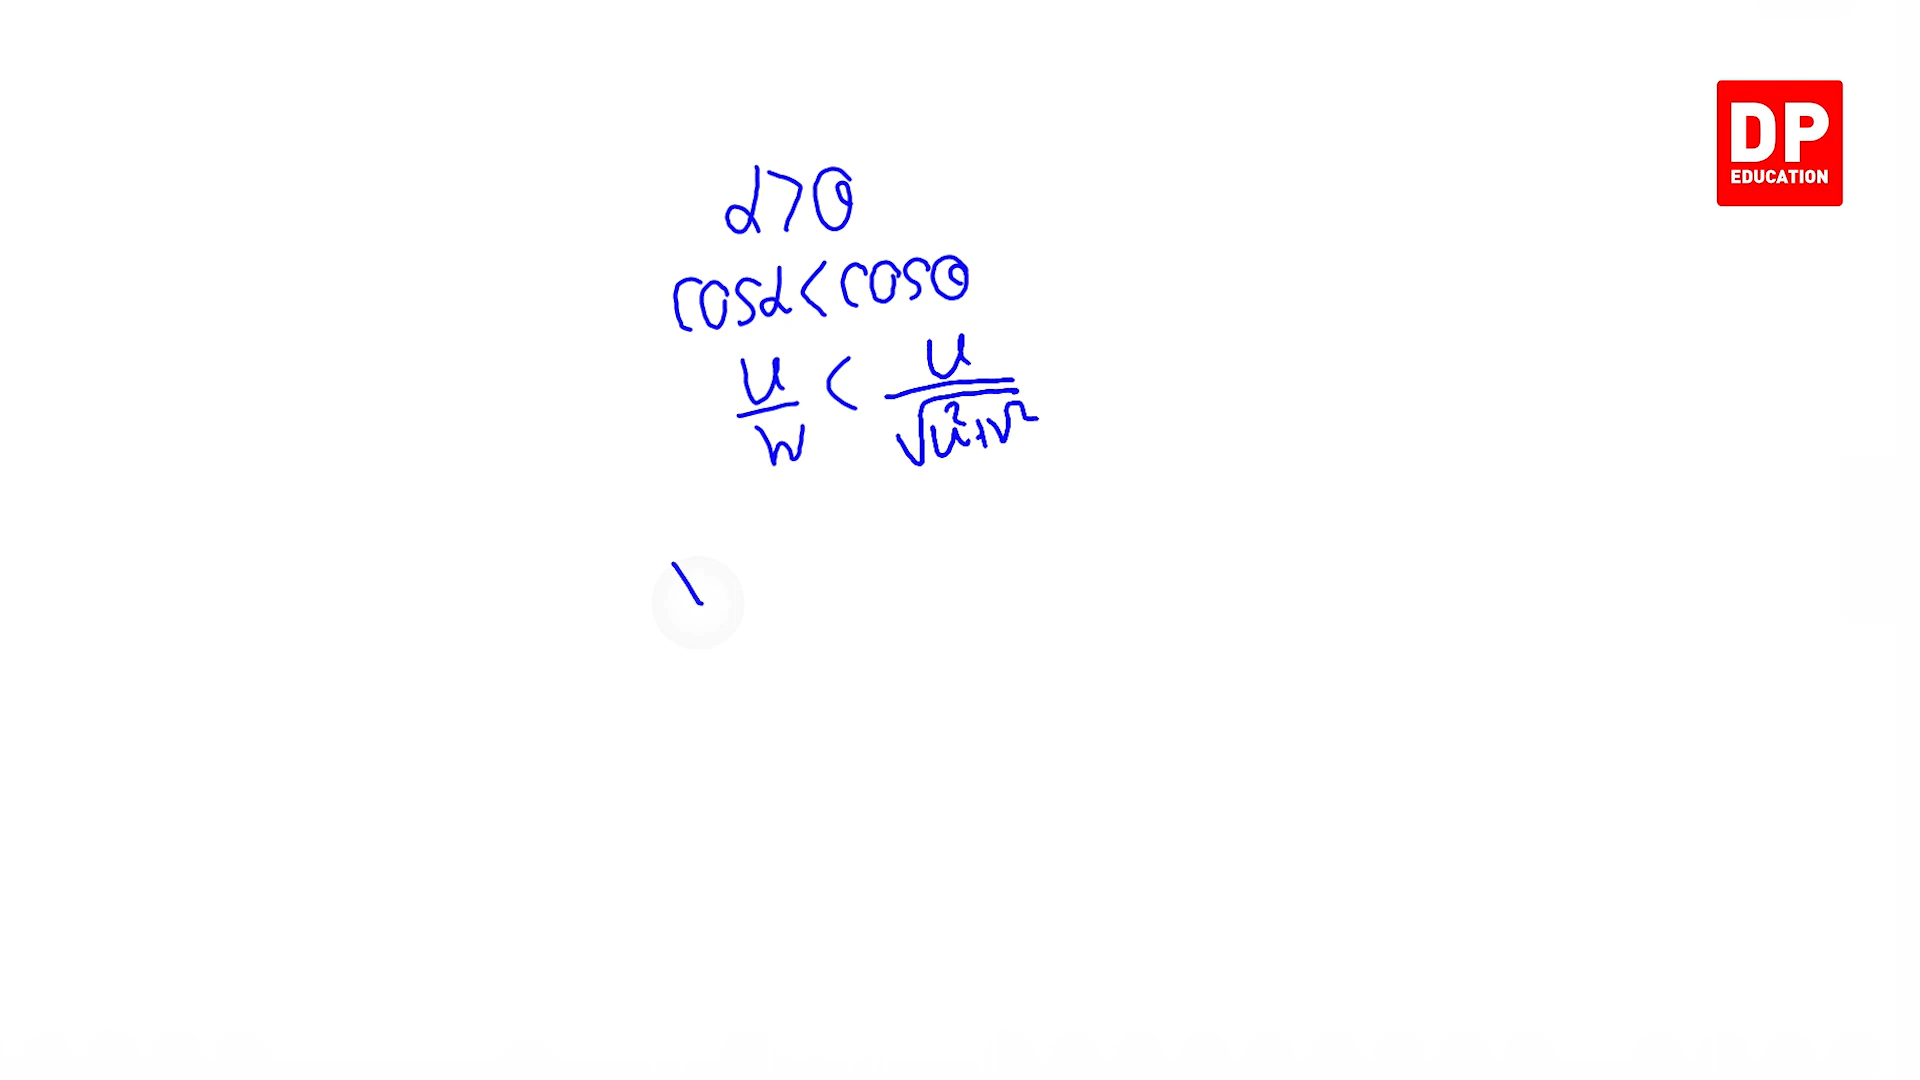 DP
EDUCATION
α>θ
cosα<cosθ
u/w < u/√u²+v²